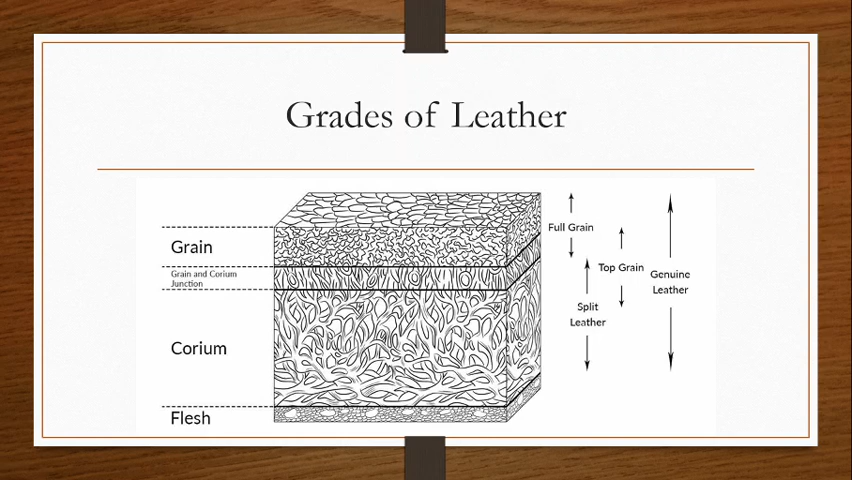 Grades of Leather
Grain
Grain and Corium
Junction
Corium
Flesh
Full Grain
Top Grain
Split
Leather
Genuine
Leather